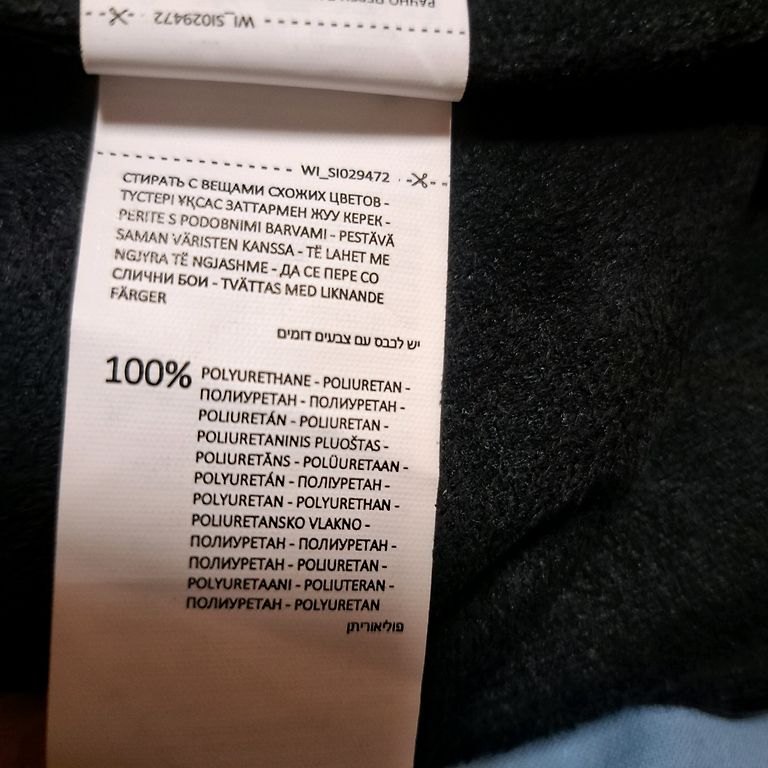 WI_SI029472
WI_SI029472
СТИРАТЬ С ВЕЩАМИ СХОЖИХ ЦВЕТОВ -
ТҮСТЕРІ ҰҚСАС ЗАТТАРМЕН ЖУУ КЕРЕК -
PERITE S PODOBNIMI BARVAMI - PESTÄVÄ
SAMAN VÄRISTEN KANSSA - TË LAHET ME
NGJYRA TË NGJASHME - ДА СЕ ПЕРЕ СО
СЛИЧНИ БОИ - TVÄTTAS MED LIKNANDE
FÄRGER
יש לכבס עם צבעים דומים
100% POLYURETHANE - POLIURETAN -
ПОЛИУРЕТАН - ПОЛИУРЕТАН -
POLIURETÁN - POLIURETAN -
POLIURETANINIS PLUOŠTAS -
POLIURETĀNS - POLÜURETAAN -
POLYURETÁN - ПОЛІУРЕТАН -
POLYURETAN - POLYURETHAN -
POLIURETANSKO VLAKNO -
ПОЛИУРЕТАН - ПОЛИУРЕТАН -
ПОЛИУРЕТАН - POLIURETAN -
POLYURETAANI - POLIUTERAN -
ПОЛИУРЕТАН - POLYURETAN
פוליאוריתן